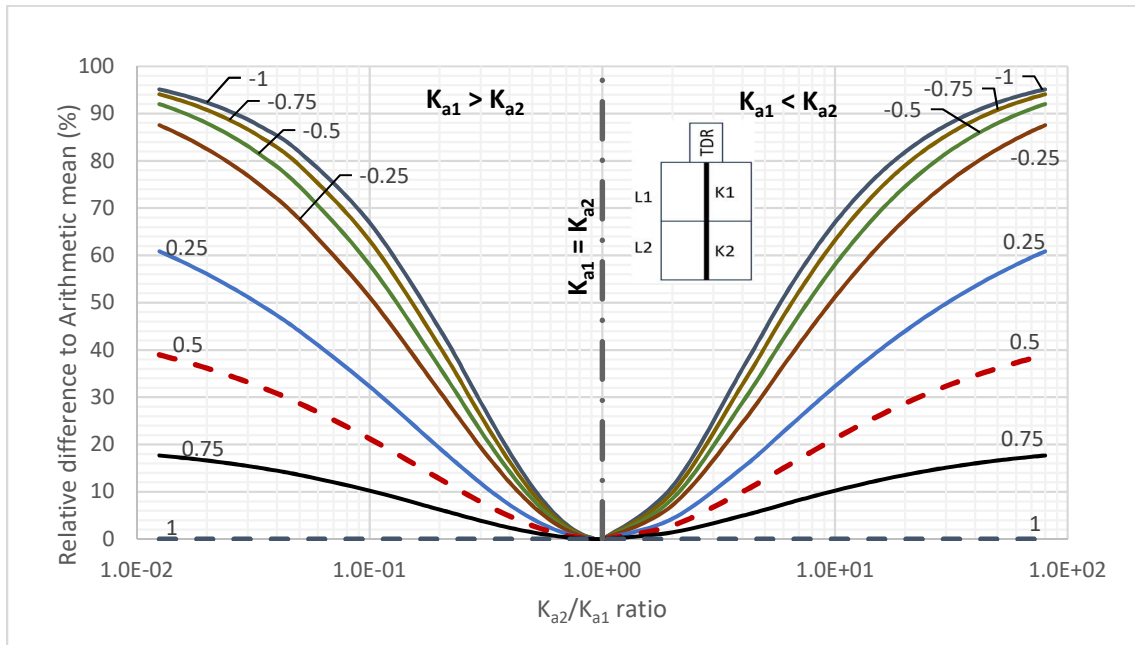 Relative difference to Arithmetic mean (%)
100
90
80
70
60
50
40
30
20
10
0
-1
-0.75
-0.5
-0.25
0.25
0.5
0.75
1
Ka1 > Ka2
Ka1 = Ka2
Ka1 < Ka2
TDR
L1
K1
L2
K2
-1
-0.75
-0.5
-0.25
0.25
0.5
0.75
1
1.0E-02
1.0E-01
1.0E+00
1.0E+01
1.0E+02
Ka2/Ka1 ratio